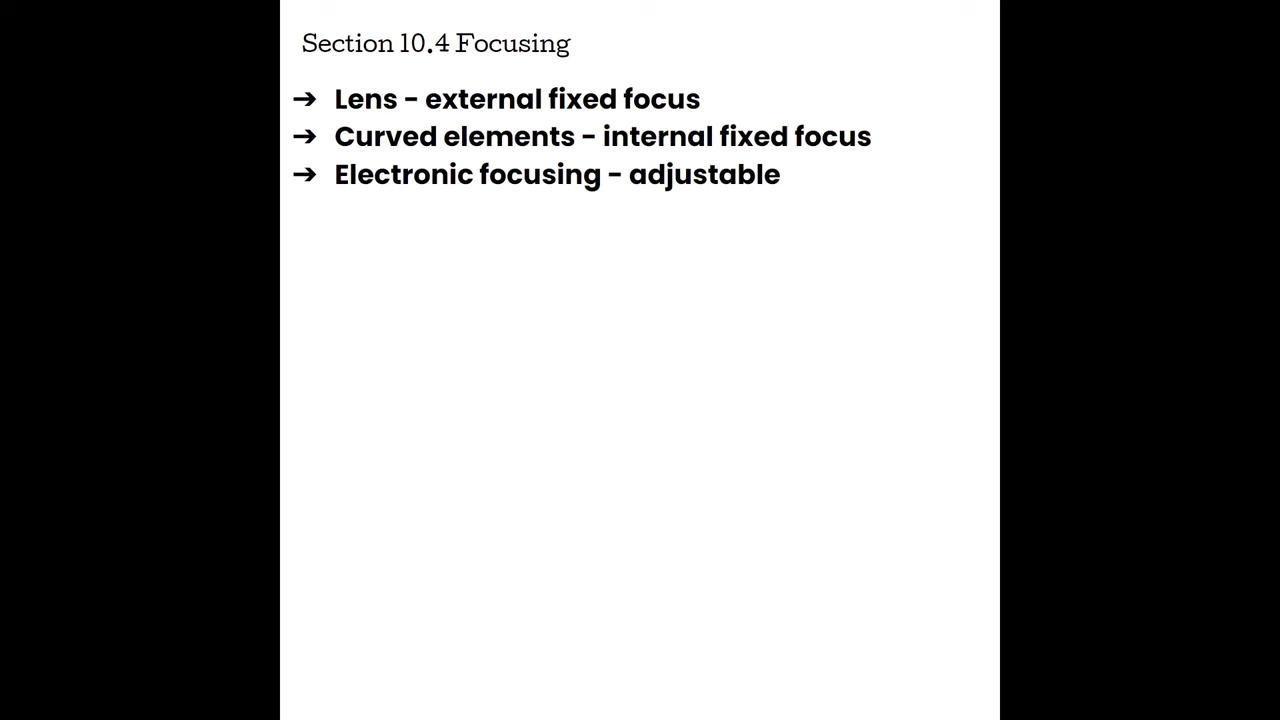 Section 10.4 Focusing
➔ Lens - external fixed focus
➔ Curved elements - internal fixed focus
➔ Electronic focusing - adjustable